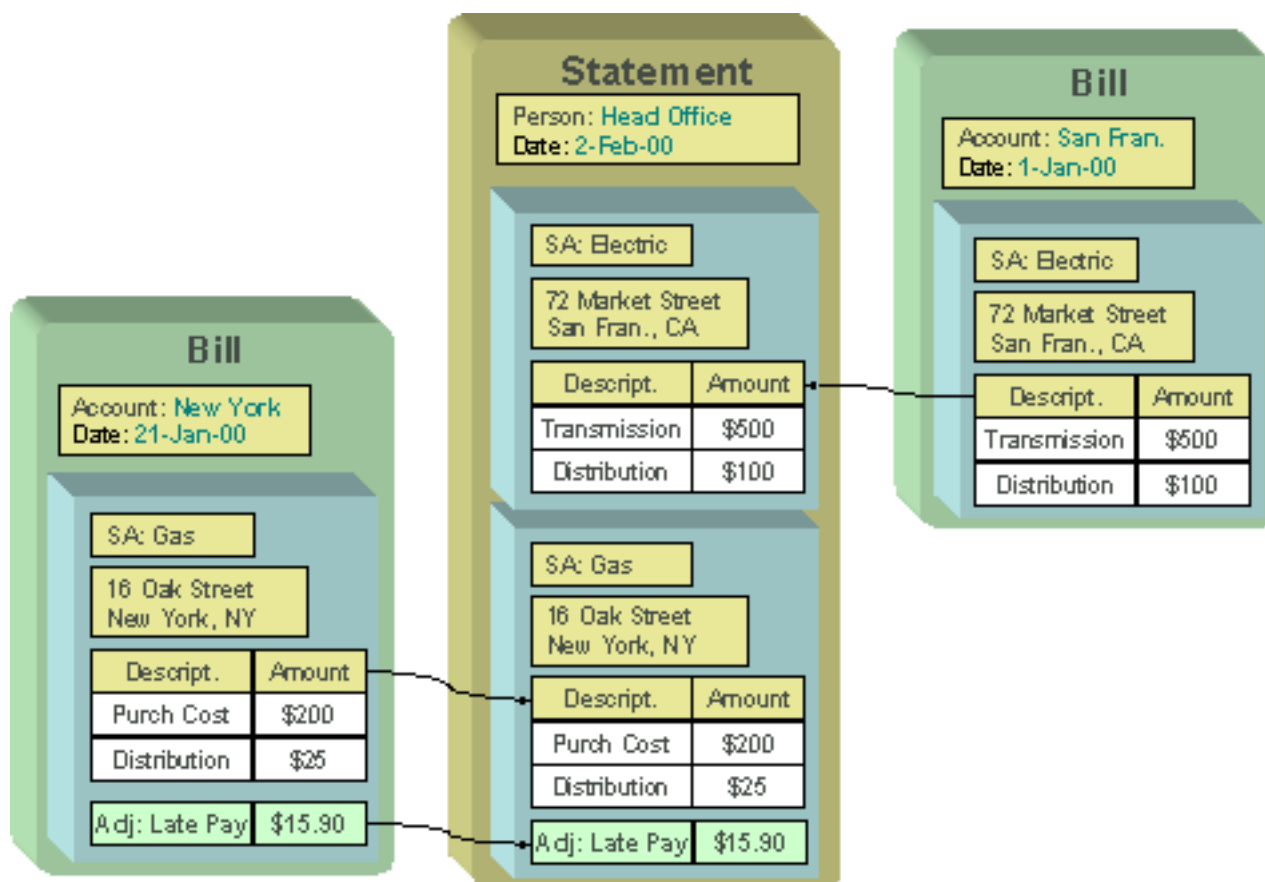 Statement
Person: Head Office
Date: 2-Feb-00
SA: Electric
72 Market Street
San Fran., CA
Descript. Amount
Transmission $500
Distribution $100
SA: Gas
16 Oak Street
New York, NY
Descript. Amount
Purch Cost $200
Distribution $25
Adj: Late Pay $15.90
Bill
Account: San Fran.
Date: 1-Jan-00
SA: Electric
72 Market Street
San Fran., CA
Descript. Amount
Transmission $500
Distribution $100
Bill
Account: New York
Date: 21-Jan-00
SA: Gas
16 Oak Street
New York, NY
Descript. Amount
Purch Cost $200
Distribution $25
Adj: Late Pay $15.90